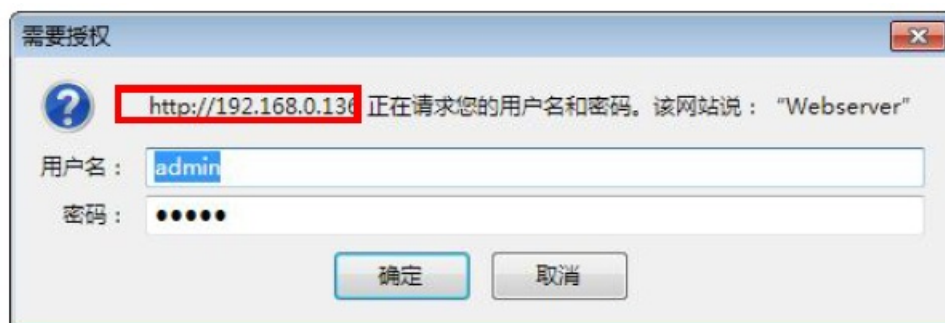 需要授权
http://192.168.0.136 正在请求您的用户名和密码。该网站说： “Webserver”
用户名： admin
密码： •••••
确定 取消